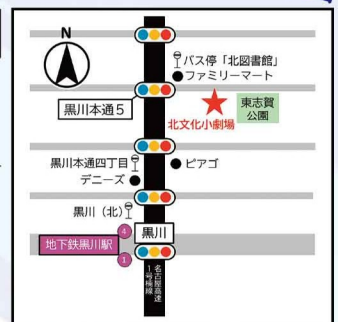 N
バス停「北図書館」
ファミリーマート
黒川本通5
北文化小劇場
東志賀
公園
黒川本通四丁目
ピアゴ
デニーズ
黒川（北）
4
黒川
地下鉄黒川駅
1
名古屋高速
1号楠線